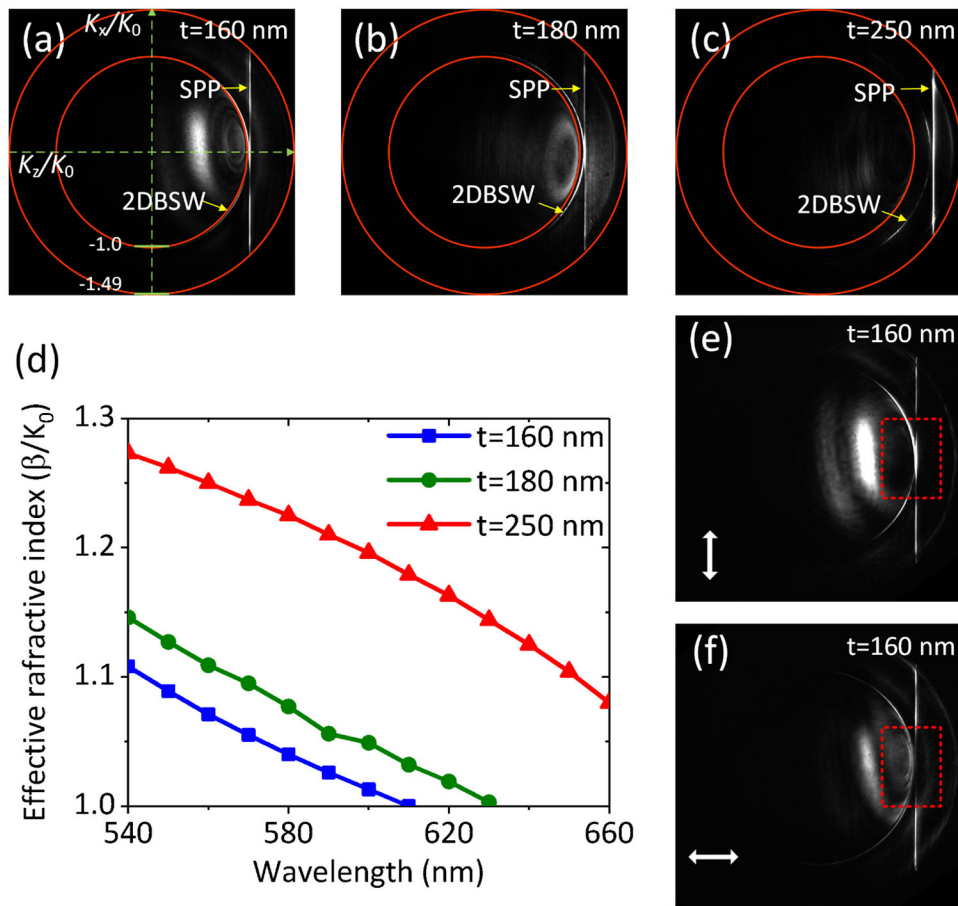 (a)
Kx/K0
t=160 nm
SPP
Kz/K0
2DBSW
-1.0
-1.49
(b)
t=180 nm
SPP
2DBSW
(c)
t=250 nm
SPP
2DBSW
(d)
Effective rafractive index (β/K0)
1.3
1.2
1.1
1.0
t=160 nm
t=180 nm
t=250 nm
540 580 620 660
Wavelength (nm)
(e)
t=160 nm
(f)
t=160 nm